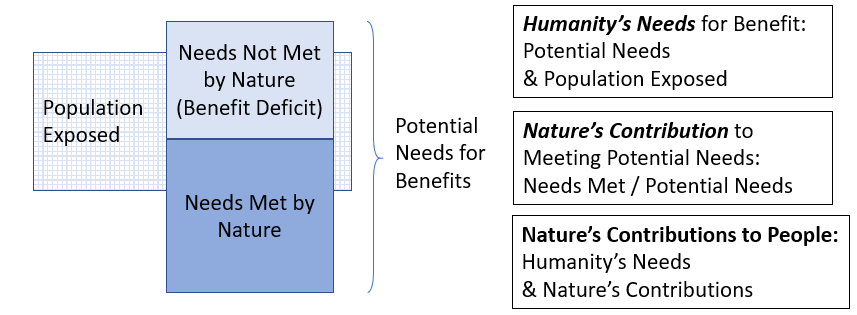 Population
Exposed
Needs Not Met
by Nature
(Benefit Deficit)
Needs Met by
Nature
Potential
Needs for
Benefits
Humanity’s Needs for Benefit:
Potential Needs
& Population Exposed
Nature’s Contribution to
Meeting Potential Needs:
Needs Met / Potential Needs
Nature’s Contributions to People:
Humanity’s Needs
& Nature’s Contributions